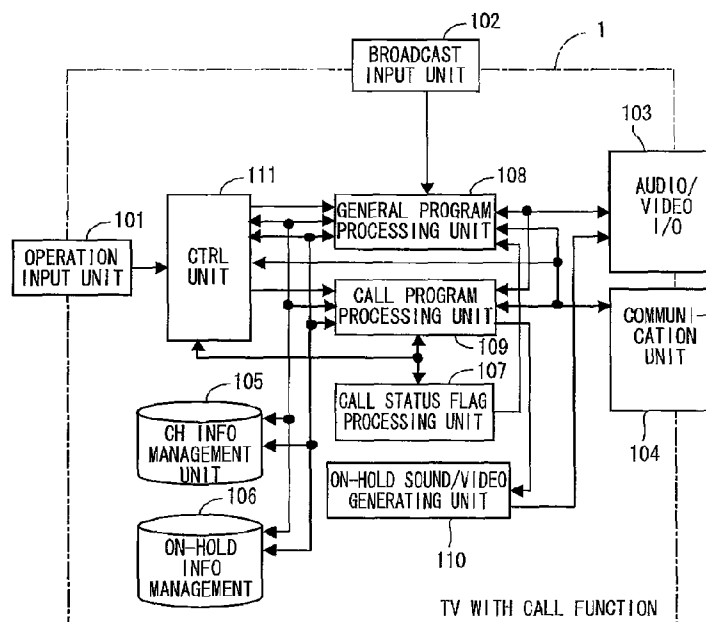 102
BROADCAST
INPUT UNIT
1
103
AUDIO/
VIDEO
I/O
111
CTRL
UNIT
108
GENERAL PROGRAM
PROCESSING UNIT
101
OPERATION
INPUT UNIT
CALL PROGRAM
PROCESSING UNIT
109
COMMUNI-
CATION
UNIT
104
107
CALL STATUS FLAG
PROCESSING UNIT
105
CH INFO
MANAGEMENT
UNIT
ON-HOLD SOUND/VIDEO
GENERATING UNIT
110
106
ON-HOLD
INFO
MANAGEMENT
TV WITH CALL FUNCTION